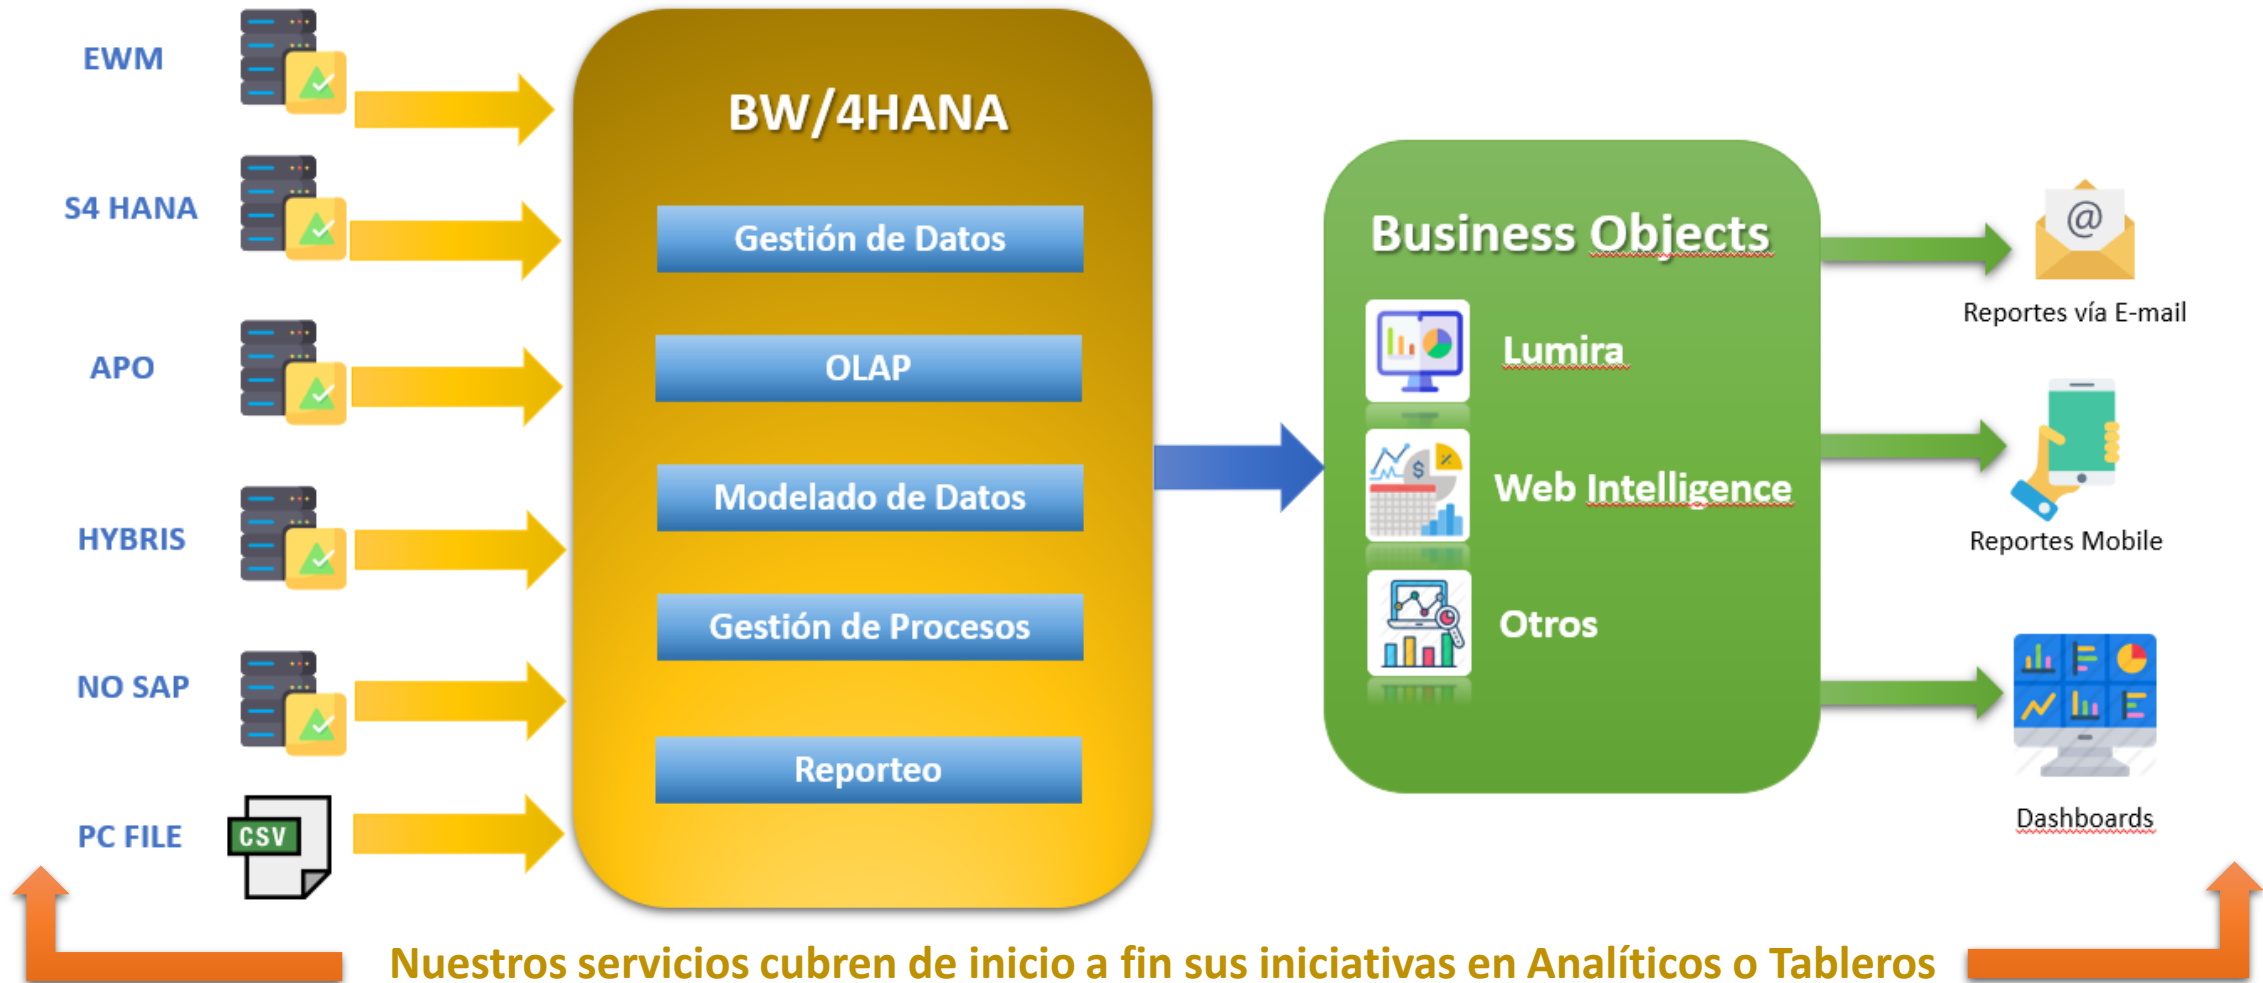 EWM
S4 HANA
APO
HYBRIS
NO SAP
PC FILE
CSV
BW/4HANA
Gestión de Datos
OLAP
Modelado de Datos
Gestión de Procesos
Reporteo
Business Objects
Lumira
$ %
Web Intelligence
Otros
@
Reportes vía E-mail
Reportes Mobile
Dashboards
Nuestros servicios cubren de inicio a fin sus iniciativas en Analíticos o Tableros